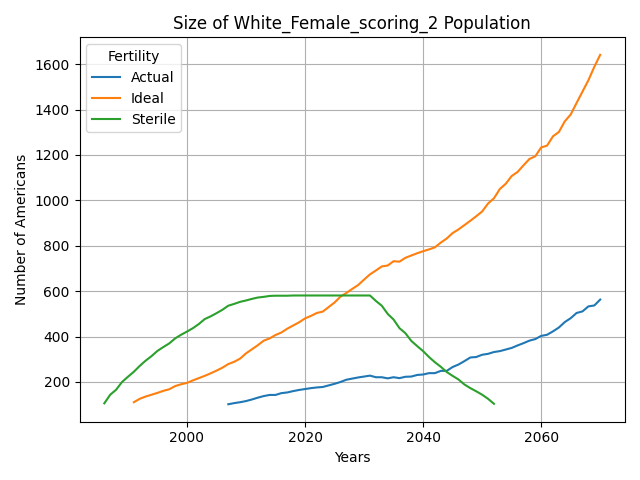 Size of White_Female_scoring_2 Population
Fertility
Actual
Ideal
Sterile
Number of Americans
1600
1400
1200
1000
800
600
400
200
2000
2020
2040
2060
Years